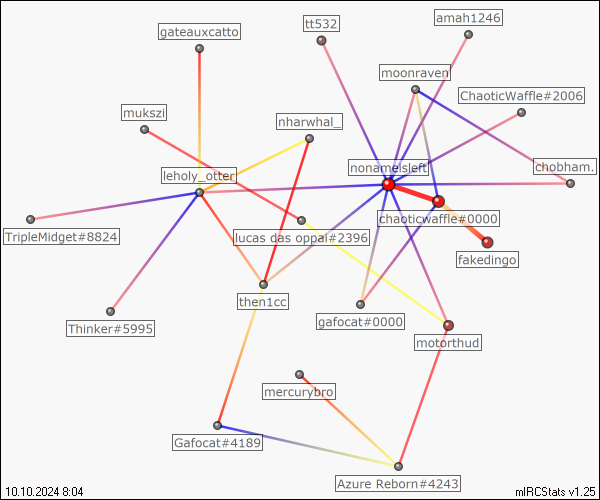 gateauxcatto
tt532
amah1246
moonraven
ChaoticWaffle#2006
mukszi
nharwhal_
leholy_otter
nonameisleft
chobham.
chaoticwaffle#0000
TripleMidget#8824
lucas das oppai#2396
fakedingo
then1cc
gafocat#0000
Thinker#5995
motorthud
mercurybro
Gafocat#4189
Azure Reborn#4243
10.10.2024 8:04
mIRCStats v1.25